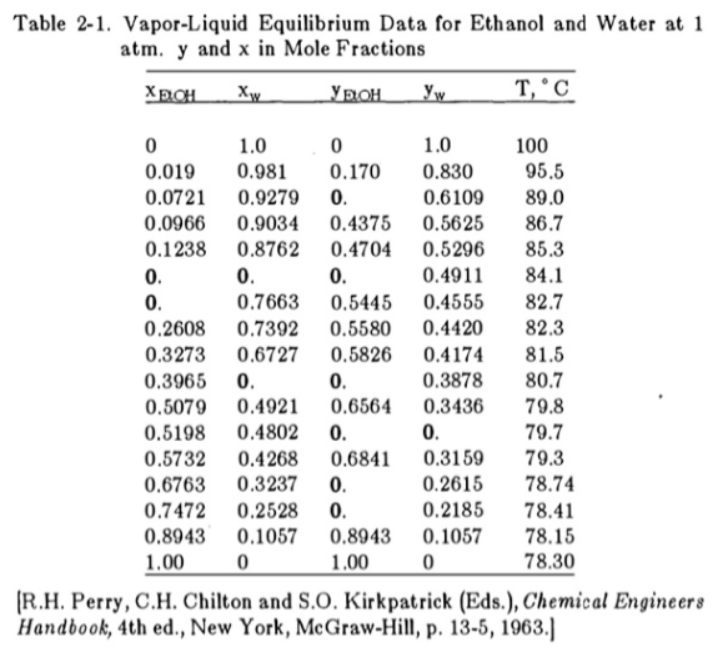 Table 2-1. Vapor-Liquid Equilibrium Data for Ethanol and Water at 1
atm. y and x in Mole Fractions
x EtOH xw y EtOH yw T, °C
0 1.0 0 1.0 100
0.019 0.981 0.170 0.830 95.5
0.0721 0.9279 0. 0.6109 89.0
0.0966 0.9034 0.4375 0.5625 86.7
0.1238 0.8762 0.4704 0.5296 85.3
0. 0. 0. 0.4911 84.1
0. 0.7663 0.5445 0.4555 82.7
0.2608 0.7392 0.5580 0.4420 82.3
0.3273 0.6727 0.5826 0.4174 81.5
0.3965 0. 0. 0.3878 80.7
0.5079 0.4921 0.6564 0.3436 79.8
0.5198 0.4802 0. 0. 79.7
0.5732 0.4268 0.6841 0.3159 79.3
0.6763 0.3237 0. 0.2615 78.74
0.7472 0.2528 0. 0.2185 78.41
0.8943 0.1057 0.8943 0.1057 78.15
1.00 0 1.00 0 78.30
[R.H. Perry, C.H. Chilton and S.O. Kirkpatrick (Eds.), Chemical Engineers
Handbook, 4th ed., New York, McGraw-Hill, p. 13-5, 1963.]